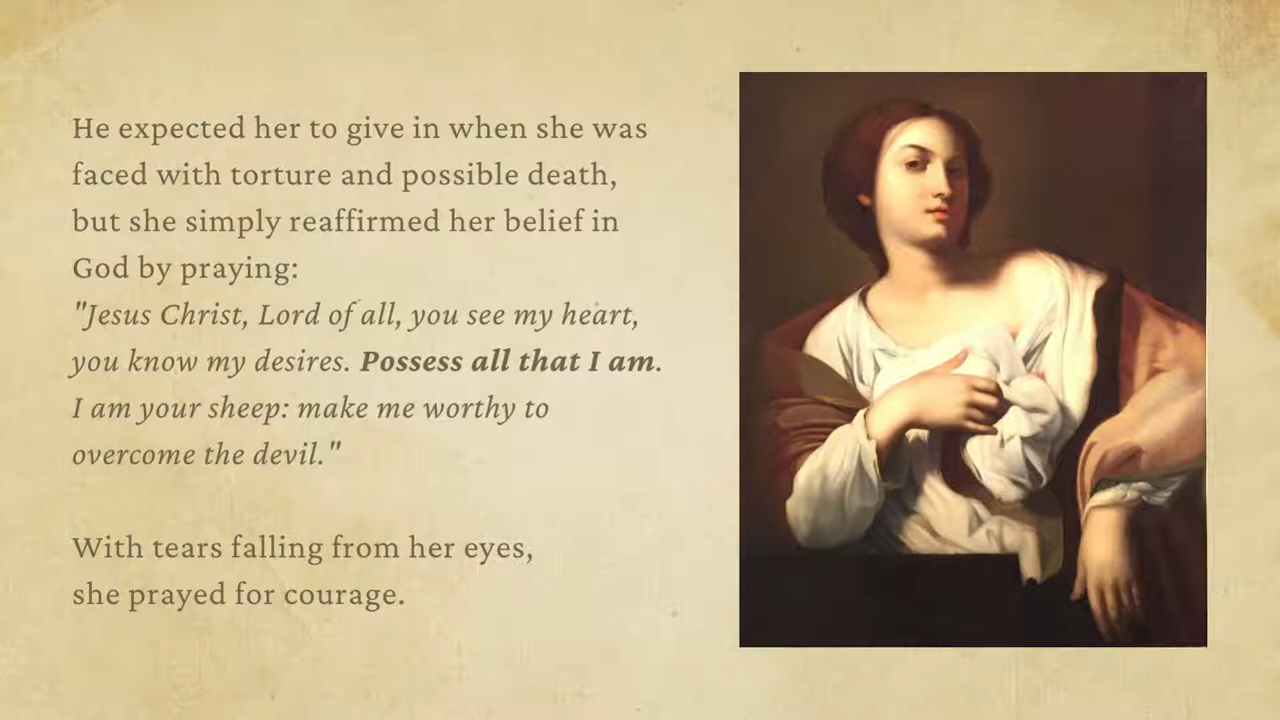 He expected her to give in when she was
faced with torture and possible death,
but she simply reaffirmed her belief in
God by praying:
"Jesus Christ, Lord of all, you see my heart,
you know my desires. Possess all that I am.
I am your sheep: make me worthy to
overcome the devil."
With tears falling from her eyes,
she prayed for courage.